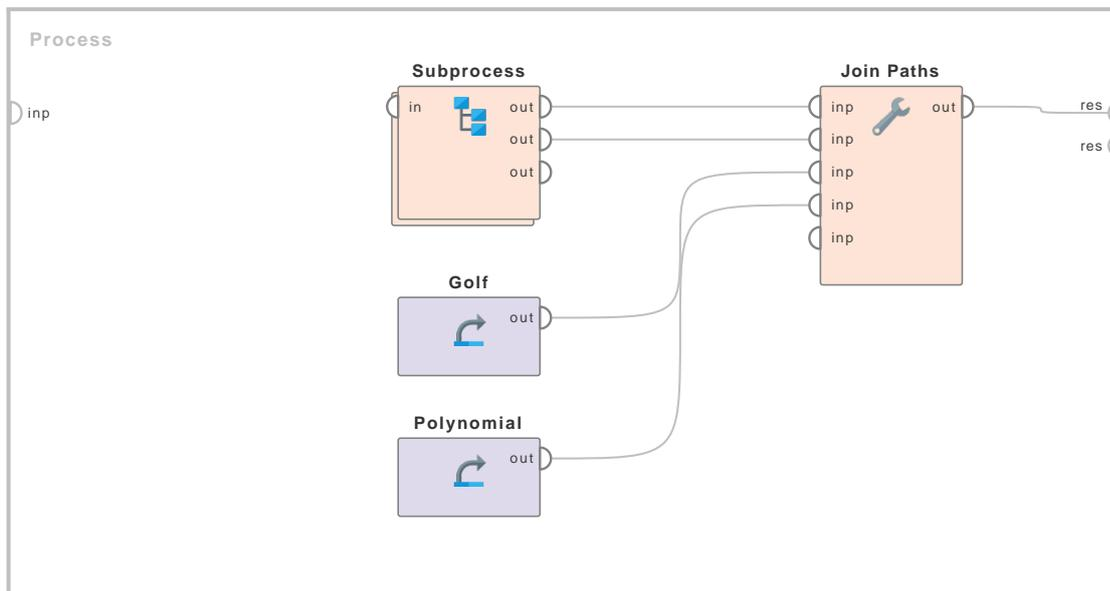 Process
Subprocess
Join Paths
inp
in
out
inp
out
res
out
inp
res
out
inp
inp
inp
Golf
out
Polynomial
out